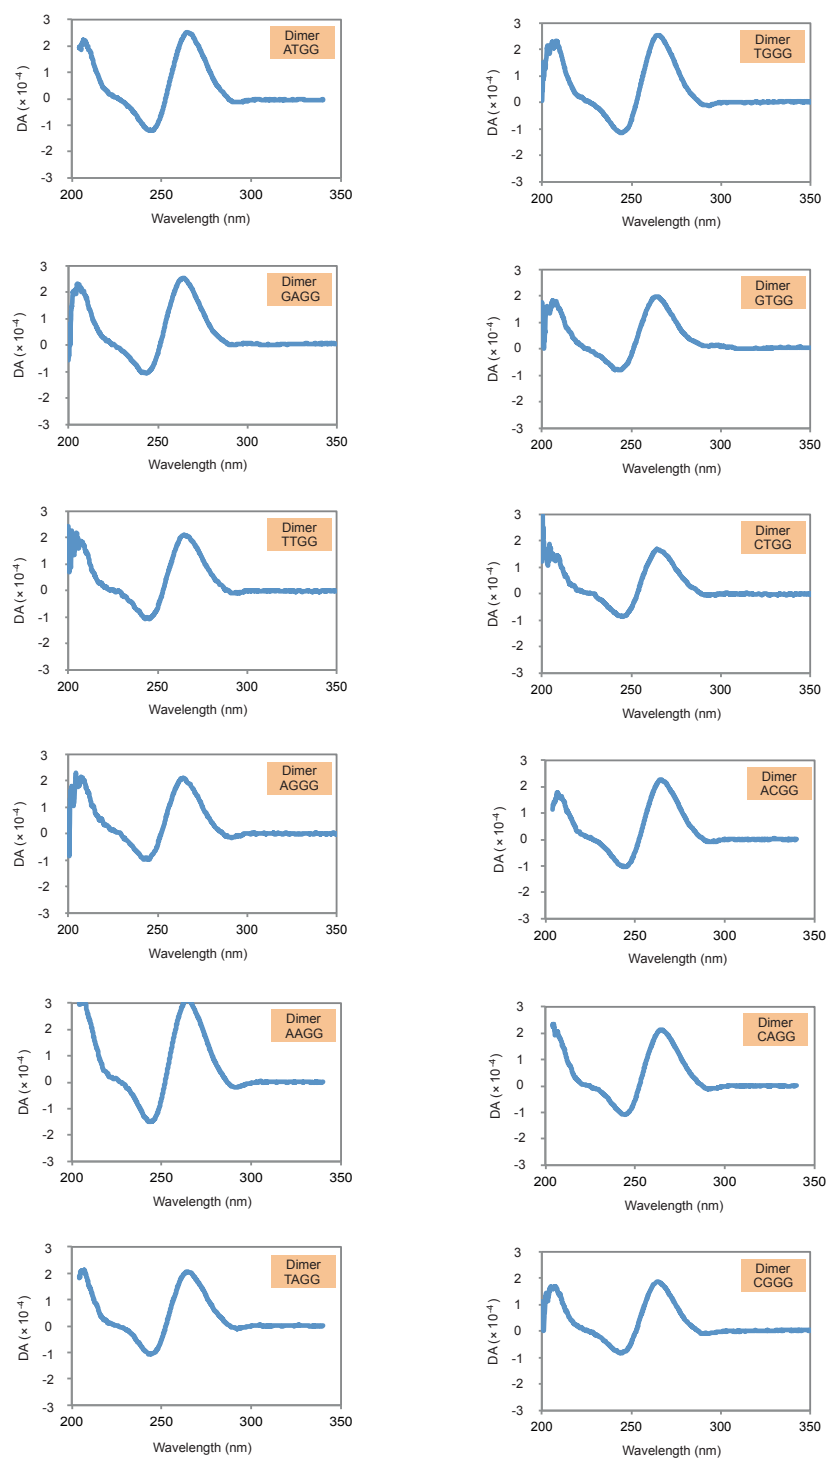 Dimer
ATGG
DA ( × 10⁻⁴)
3
2
1
0
-1
-2
-3
200
250
300
350
Wavelength (nm)
Dimer
TGGG
DA ( × 10⁻⁴)
3
2
1
0
-1
-2
-3
200
250
300
350
Wavelength (nm)
Dimer
GAGG
DA ( × 10⁻⁴)
3
2
1
0
-1
-2
-3
200
250
300
350
Wavelength (nm)
Dimer
GTGG
DA ( × 10⁻⁴)
3
2
1
0
-1
-2
-3
200
250
300
350
Wavelength (nm)
Dimer
TTGG
DA ( × 10⁻⁴)
3
2
1
0
-1
-2
-3
200
250
300
350
Wavelength (nm)
Dimer
CTGG
DA ( × 10⁻⁴)
3
2
1
0
-1
-2
-3
200
250
300
350
Wavelength (nm)
Dimer
AGGG
DA ( × 10⁻⁴)
3
2
1
0
-1
-2
-3
200
250
300
350
Wavelength (nm)
Dimer
ACGG
DA ( × 10⁻⁴)
3
2
1
0
-1
-2
-3
200
250
300
350
Wavelength (nm)
Dimer
AAGG
DA ( × 10⁻⁴)
3
2
1
0
-1
-2
-3
200
250
300
350
Wavelength (nm)
Dimer
CAGG
DA ( × 10⁻⁴)
3
2
1
0
-1
-2
-3
200
250
300
350
Wavelength (nm)
Dimer
TAGG
DA ( × 10⁻⁴)
3
2
1
0
-1
-2
-3
200
250
300
350
Wavelength (nm)
Dimer
CGGG
DA ( × 10⁻⁴)
3
2
1
0
-1
-2
-3
200
250
300
350
Wavelength (nm)